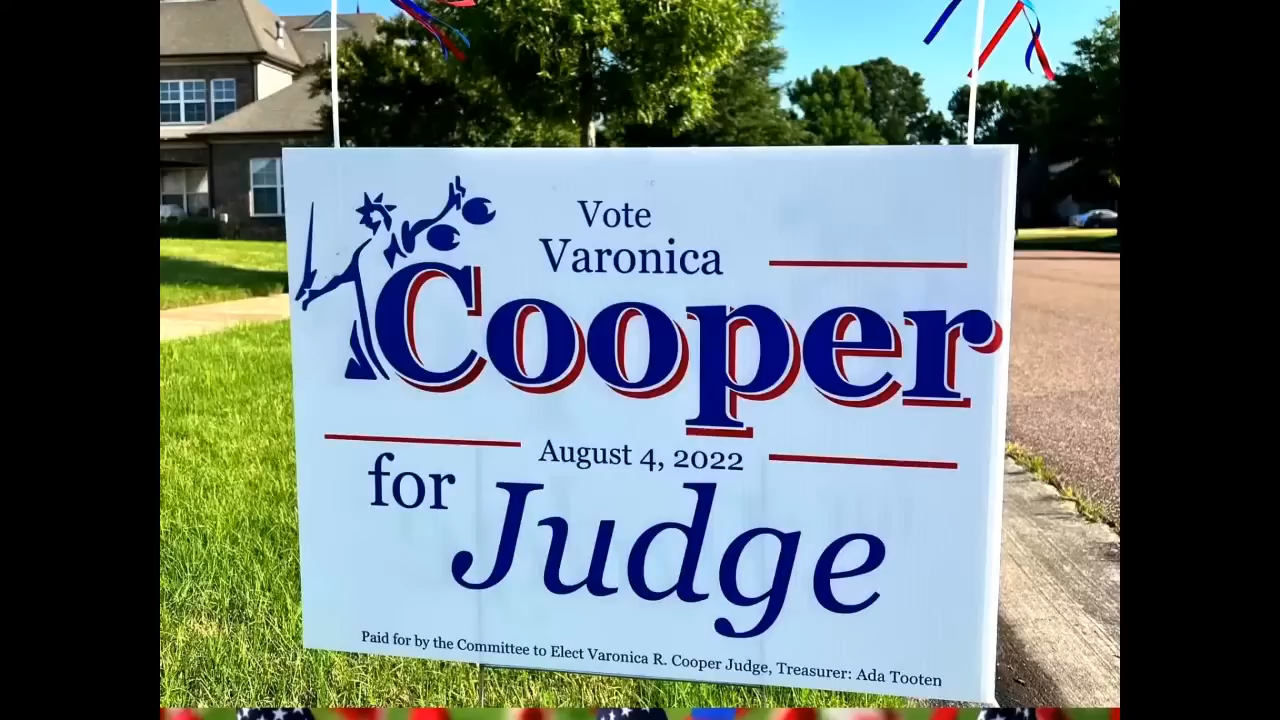 Vote
Varonica
Cooper
August 4, 2022
for
Judge
Paid for by the Committee to Elect Varonica R. Cooper Judge, Treasurer: Ada Tooten